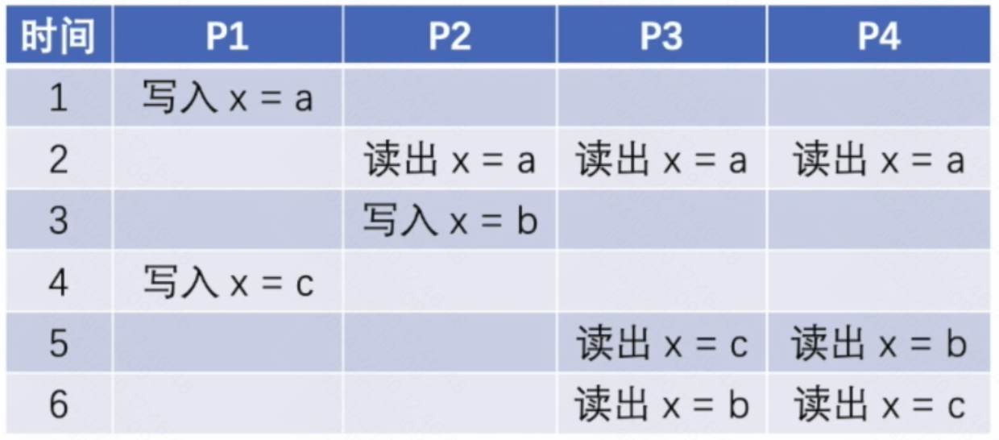 时间 P1 P2 P3 P4
1 写入 x = a
2 读出 x = a 读出 x = a 读出 x = a
3 写入 x = b
4 写入 x = c
5 读出 x = c 读出 x = b
6 读出 x = b 读出 x = c